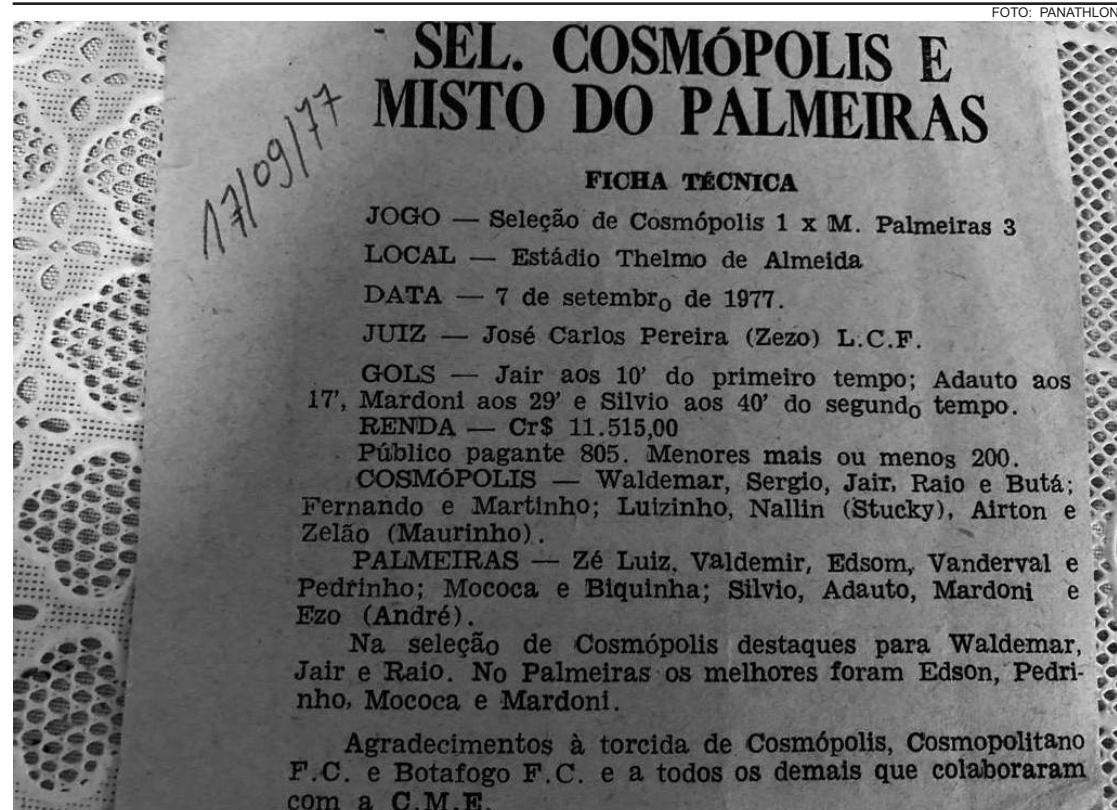 FOTO: PANATHLON
SEL. COSMÓPOLIS E
MISTO DO PALMEIRAS
17/09/77
FICHA TÉCNICA
JOGO — Seleção de Cosmópolis 1 x M. Palmeiras 3
LOCAL — Estádio Thelmo de Almeida
DATA — 7 de setembro de 1977.
JUIZ — José Carlos Pereira (Zezo) L.C.F.
GOLS — Jair aos 10' do primeiro tempo; Adauto aos
17', Mardoni aos 29' e Silvio aos 40' do segundo tempo.
RENDA — Cr$ 11.515,00
Público pagante 805. Menores mais ou menos 200.
COSMÓPOLIS — Waldemar, Sergio, Jair, Raio e Butá;
Fernando e Martinho; Luizinho, Nallin (Stucky), Airton e
Zelão (Maurinho).
PALMEIRAS — Zé Luiz, Valdemir, Edsom, Vanderval e
Pedrinho; Mococa e Biquinha; Silvio, Adauto, Mardoni e
Ezo (André).
Na seleção de Cosmópolis destaques para Waldemar,
Jair e Raio. No Palmeiras os melhores foram Edson, Pedri-
nho, Mococa e Mardoni.
Agradecimentos à torcida de Cosmópolis, Cosmopolitano
F.C. e Botafogo F.C. e a todos os demais que colaboraram
com a C.M.E.